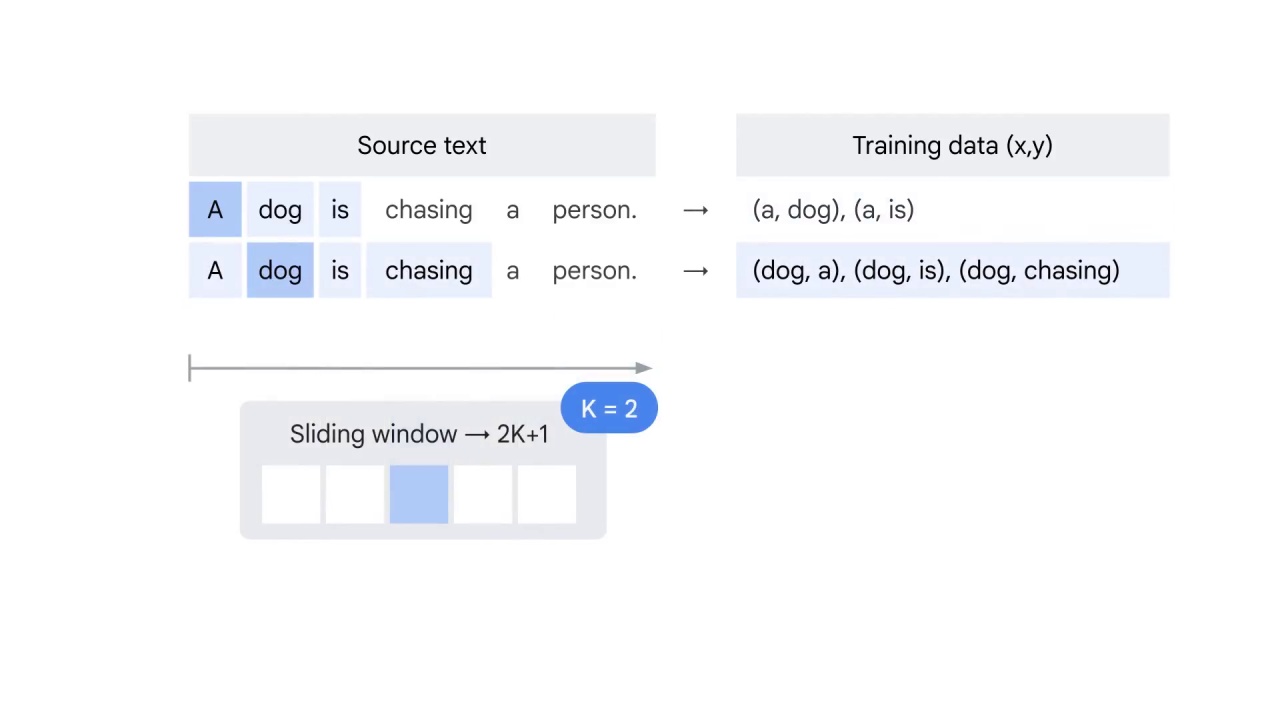 Source text
Training data (x,y)
A dog is chasing a person. → (a, dog), (a, is)
A dog is chasing a person. → (dog, a), (dog, is), (dog, chasing)
K = 2
Sliding window → 2K+1